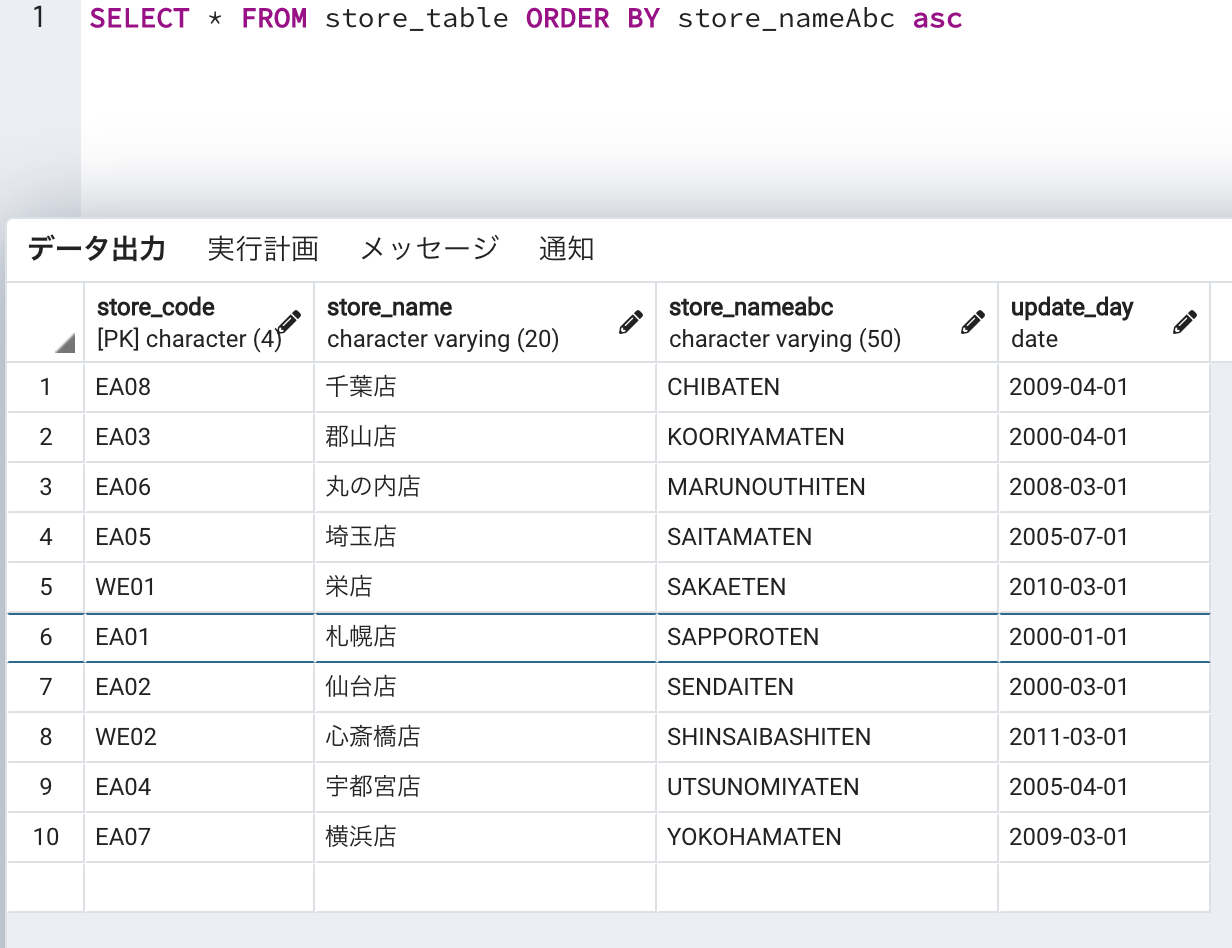 1 SELECT * FROM store_table ORDER BY store_nameAbc asc
データ出力 実行計画 メッセージ 通知
store_code store_name store_nameabc update_day
[PK] character (4) character varying (20) character varying (50) date
1 EA08 千葉店 CHIBATEN 2009-04-01
2 EA03 郡山店 KOORIYAMATEN 2000-04-01
3 EA06 丸の内店 MARUNOUTHITEN 2008-03-01
4 EA05 埼玉店 SAITAMATEN 2005-07-01
5 WE01 栄店 SAKAETEN 2010-03-01
6 EA01 札幌店 SAPPOROTEN 2000-01-01
7 EA02 仙台店 SENDAITEN 2000-03-01
8 WE02 心斎橋店 SHINSAIBASHITEN 2011-03-01
9 EA04 宇都宮店 UTSUNOMIYATEN 2005-04-01
10 EA07 横浜店 YOKOHAMATEN 2009-03-01